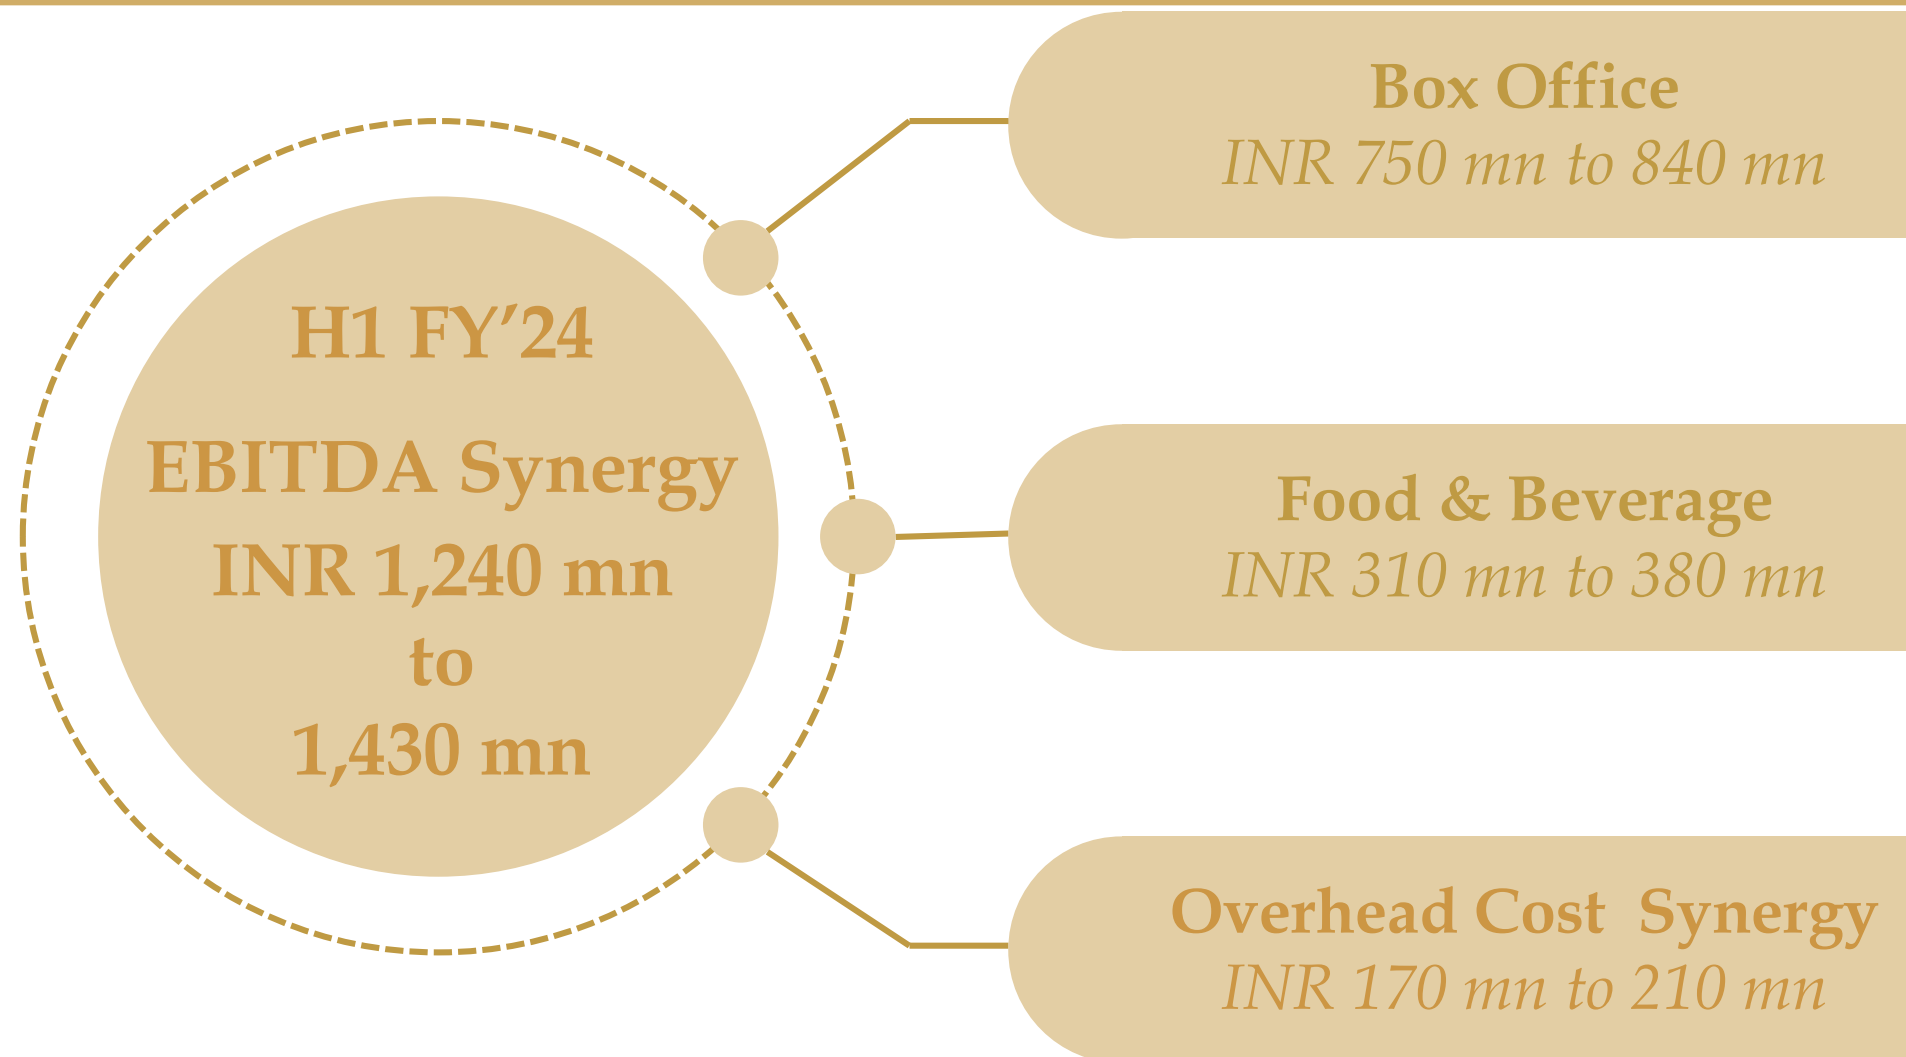 H1 FY’24
EBITDA Synergy
INR 1,240 mn
to
1,430 mn
Box Office
INR 750 mn to 840 mn
Food & Beverage
INR 310 mn to 380 mn
Overhead Cost  Synergy
INR 170 mn to 210 mn